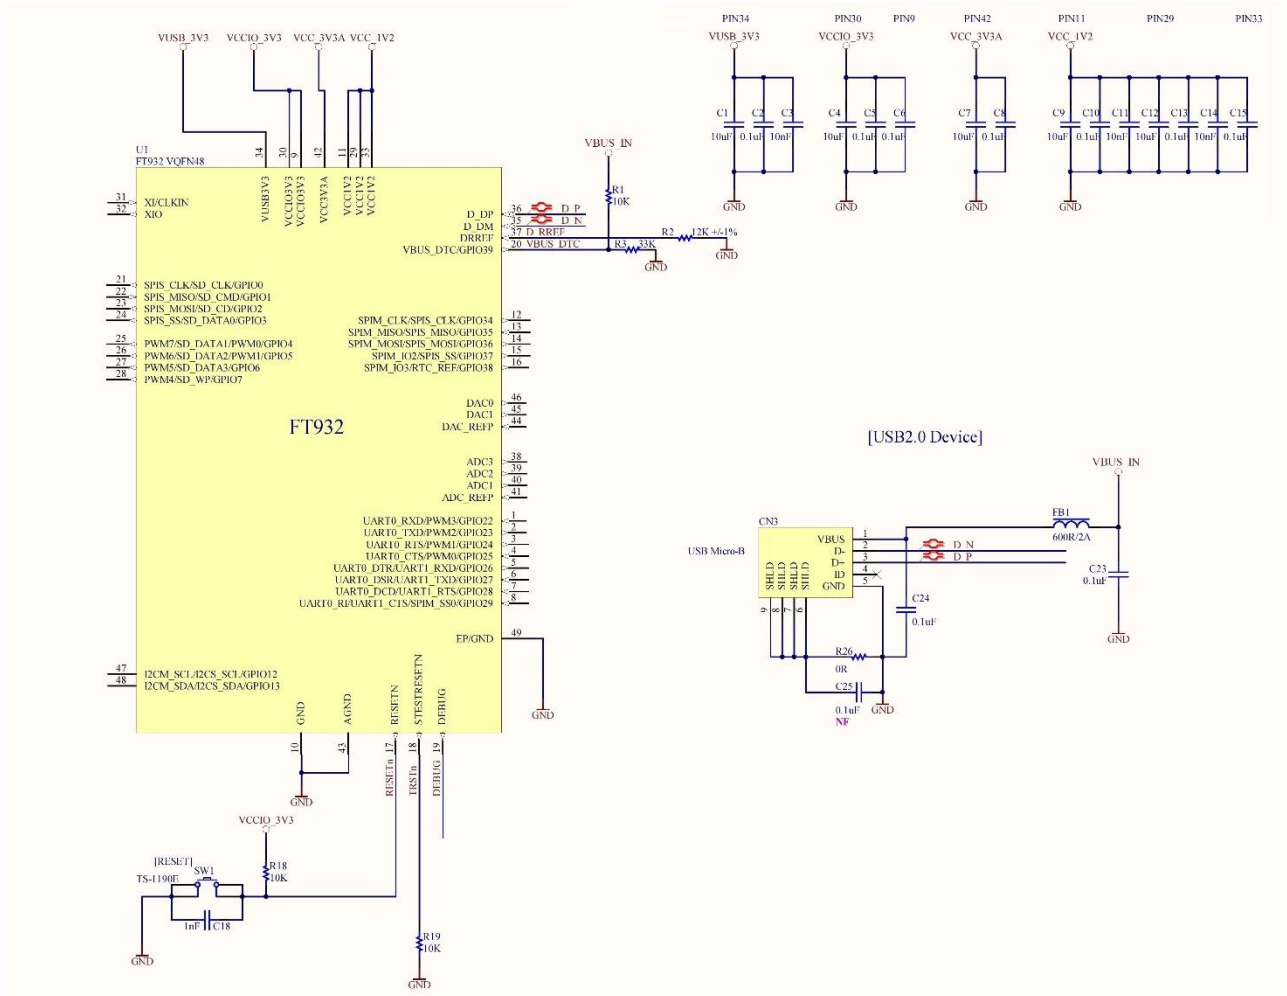 PIN34 PIN30 PIN9 PIN42 PIN11 PIN29 PIN33
VUSB_3V3 VCCIO_3V3 VCC_3V3A VCC_1V2
VUSB_3V3 VCCIO_3V3 VCC_3V3A VCC_1V2
C1 C2 C3 C4 C5 C6 C7 C8 C9 C10 C11 C12 C13 C14 C15
10uF 0.1uF 10nF 10uF 0.1uF 0.1uF 10uF 0.1uF 10uF 0.1uF 10nF 10uF 0.1uF 10nF 0.1uF
GND GND GND GND
U1
FT932 VQFN48
34 30 9 42 11 29 33
VUSB3V3 VCCIO3V3 VCCIO3V3 VCC3V3A VCC1V2 VCC1V2 VCC1V2
VBUS_IN
R1
10K
31 XI/CLKIN
32 XIO
D_DP 36 D_P
D_DM 35 D_N
DRREF 37 D_RREF R2 12K +/-1%
VBUS_DTC/GPIO39 20 VBUS_DTC R3 33K
GND GND
21 SPIS_CLK/SD_CLK/GPIO0
22 SPIS_MISO/SD_CMD/GPIO1
23 SPIS_MOSI/SD_CD/GPIO2
24 SPIS_SS/SD_DATA0/GPIO3
25 PWM7/SD_DATA1/PWM0/GPIO4
26 PWM6/SD_DATA2/PWM1/GPIO5
27 PWM5/SD_DATA3/GPIO6
28 PWM4/SD_WP/GPIO7
SPIM_CLK/SPIS_CLK/GPIO34 12
SPIM_MISO/SPIS_MISO/GPIO35 13
SPIM_MOSI/SPIS_MOSI/GPIO36 14
SPIM_IO2/SPIS_SS/GPIO37 15
SPIM_IO3/RTC_REF/GPIO38 16
FT932
DAC0 46
DAC1 45
DAC_REFP 44
ADC3 38
ADC2 39
ADC1 40
ADC_REFP 41
UART0_RXD/PWM3/GPIO22 1
UART0_TXD/PWM2/GPIO23 2
UART0_RTS/PWM1/GPIO24 3
UART0_CTS/PWM0/GPIO25 4
UART0_DTR/UART1_RXD/GPIO26 5
UART0_DSR/UART1_TXD/GPIO27 6
UART0_DCD/UART1_RTS/GPIO28 7
UART0_RI/UART1_CTS/SPIM_SS0/GPIO29 8
EP/GND 49
GND
47 I2CM_SCL/I2CS_SCL/GPIO12
48 I2CM_SDA/I2CS_SDA/GPIO13
GND AGND RESETN STESTRESETN DEBUG
10 43 17 18 19
RESETn TRSTn DEBUG
GND
VCCIO_3V3
R18
10K
[RESET]
SW1
TS-1190E
1nF C18
GND
R19
10K
GND
[USB2.0 Device]
VBUS_IN
CN3
USB Micro-B
VBUS 1
D- 2 D_N
D+ 3 D_P
ID 4
GND 5
SHLD SHLD SHLD SHLD
9 8 7 6
FB1
600R/2A
C23
0.1uF
GND
C24
0.1uF
R26
0R
C25
0.1uF
NF
GND